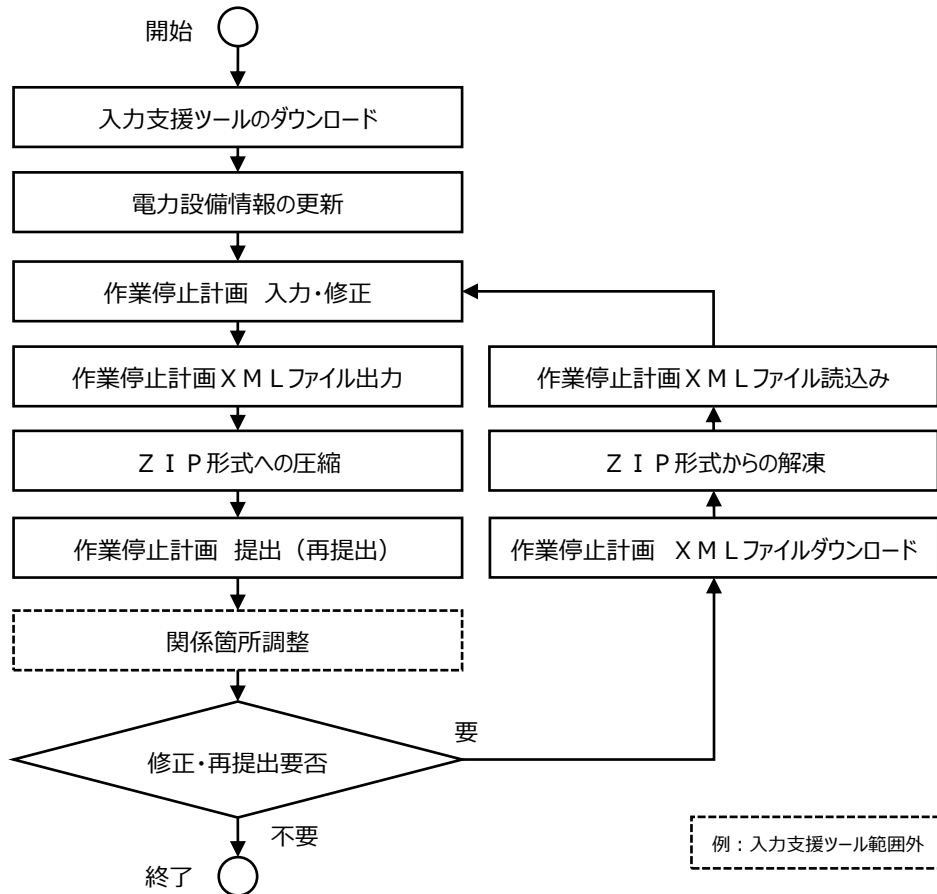 開始
入力支援ツールのダウンロード
電力設備情報の更新
作業停止計画　入力・修正
作業停止計画ＸＭＬファイル出力
ＺＩＰ形式への圧縮
作業停止計画　提出（再提出）
関係箇所調整
修正・再提出要否
要
不要
終了
作業停止計画ＸＭＬファイル読込み
ＺＩＰ形式からの解凍
作業停止計画　ＸＭＬファイルダウンロード
例：入力支援ツール範囲外